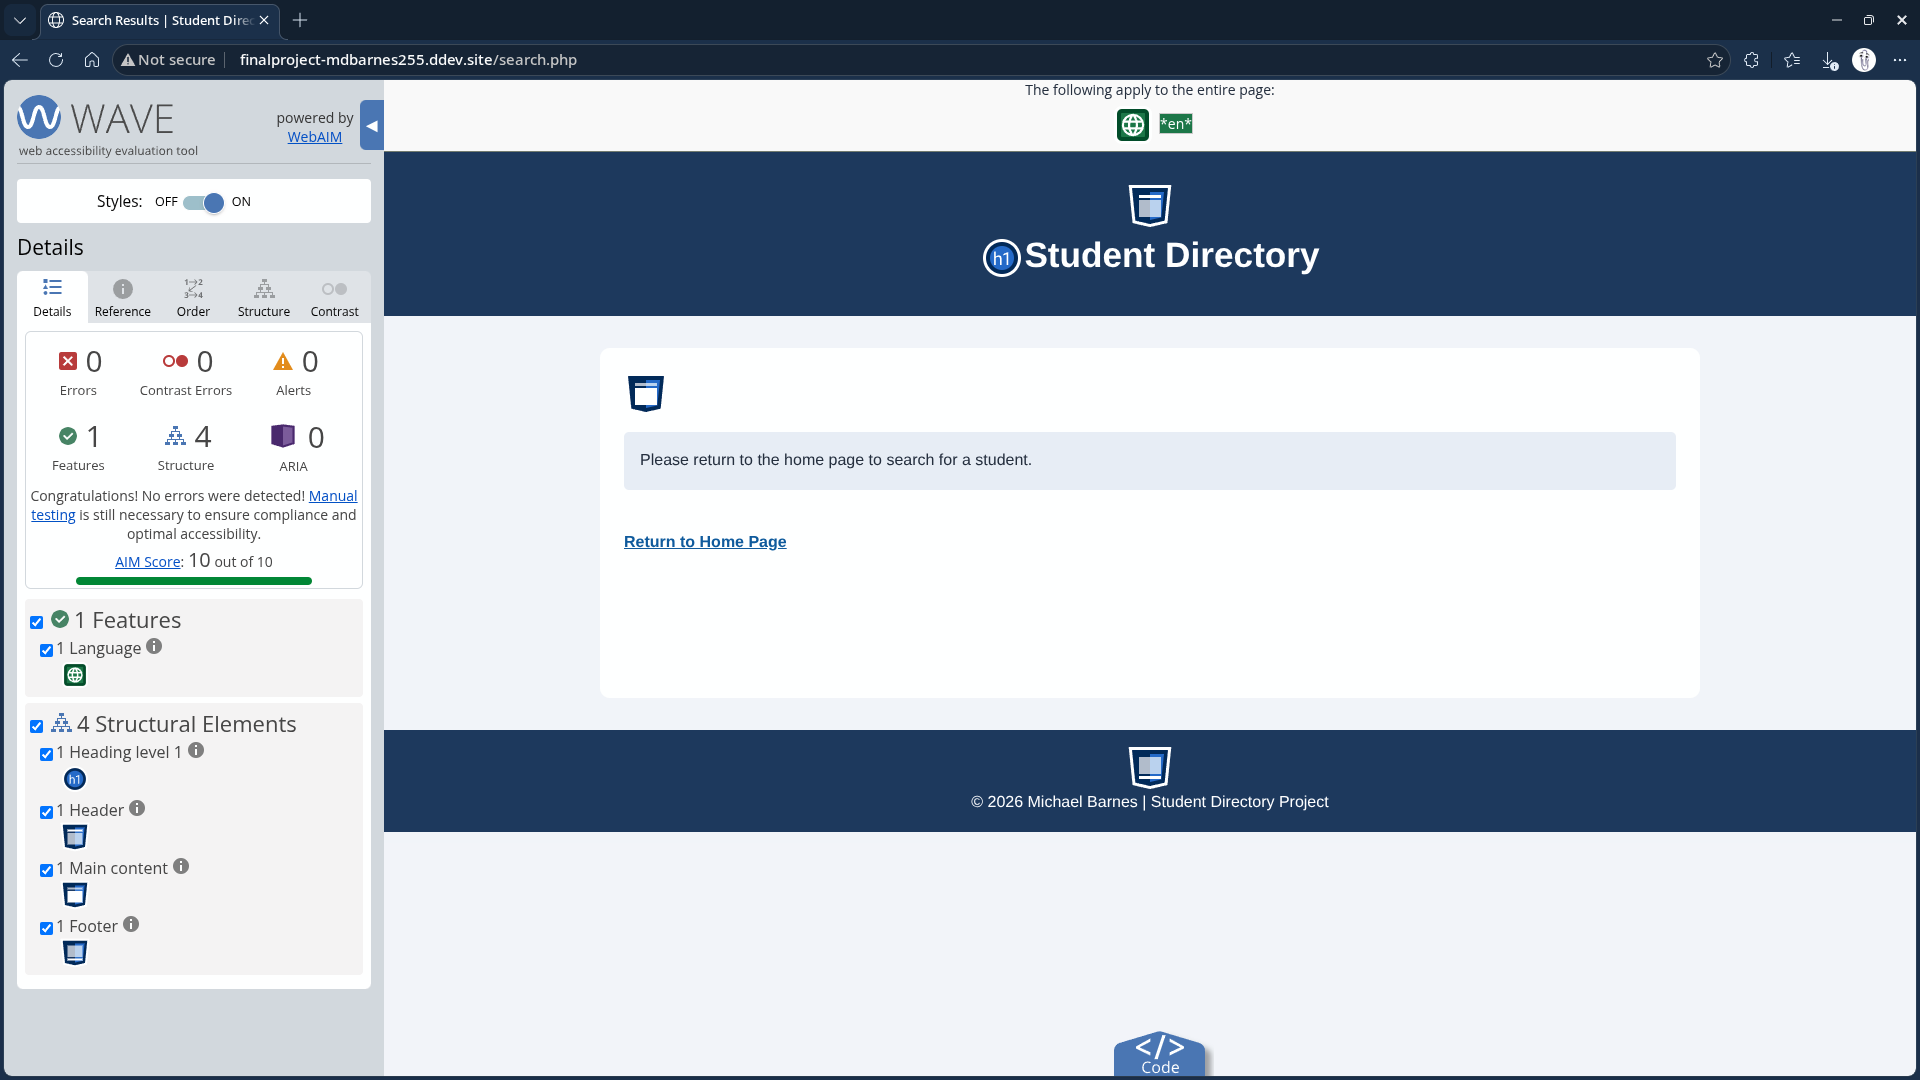 Search Results | Student Direc
Not secure
finalproject-mdbarnes255.ddev.site/search.php
WAVE
web accessibility evaluation tool
powered by
WebAIM
Styles: OFF ON
Details
Details
Reference
Order
Structure
Contrast
0
Errors
0
Contrast Errors
0
Alerts
1
Features
4
Structure
0
ARIA
Congratulations! No errors were detected! Manual
testing is still necessary to ensure compliance and
optimal accessibility.
AIM Score: 10 out of 10
1 Features
1 Language
4 Structural Elements
1 Heading level 1
h1
1 Header
1 Main content
1 Footer
The following apply to the entire page:
*en*
h1 Student Directory
Please return to the home page to search for a student.
Return to Home Page
© 2026 Michael Barnes | Student Directory Project
</>
Code